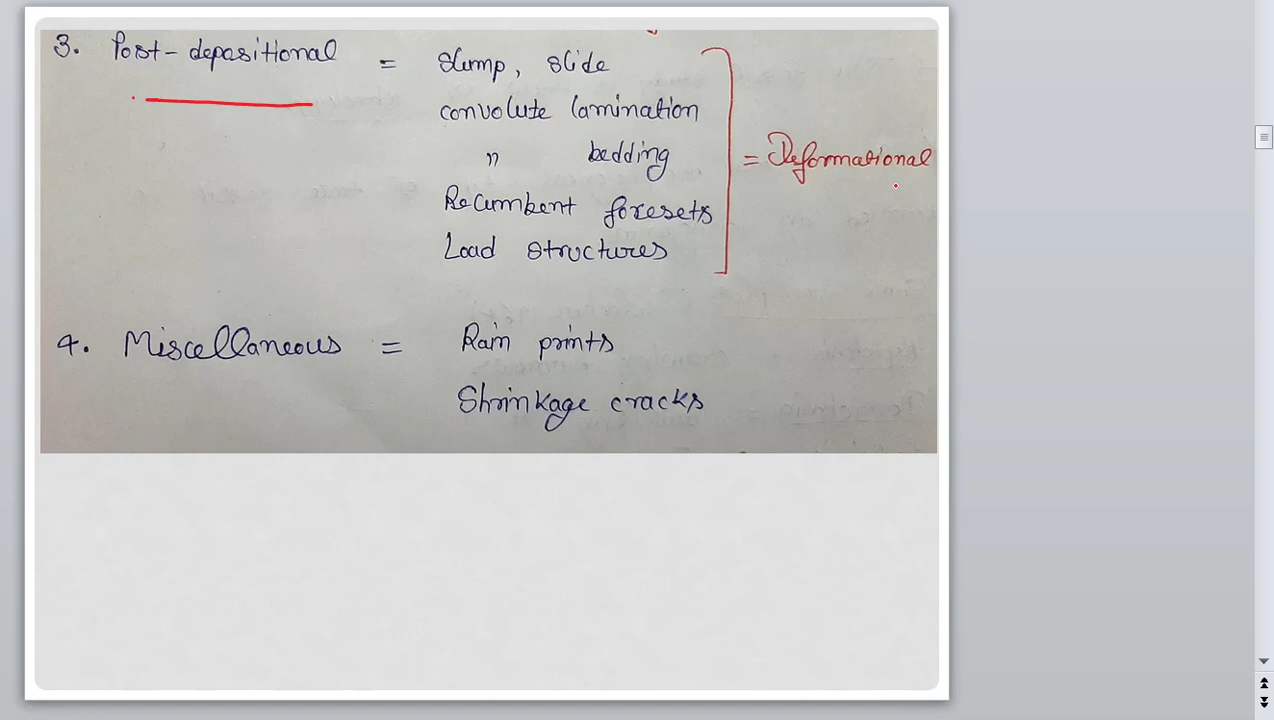 3. Post-depositional = Slump, slide
convolute lamination
" bedding
Recumbent foresets
Load structures
= Deformational
4. Miscellaneous = Rain prints
Shrinkage cracks